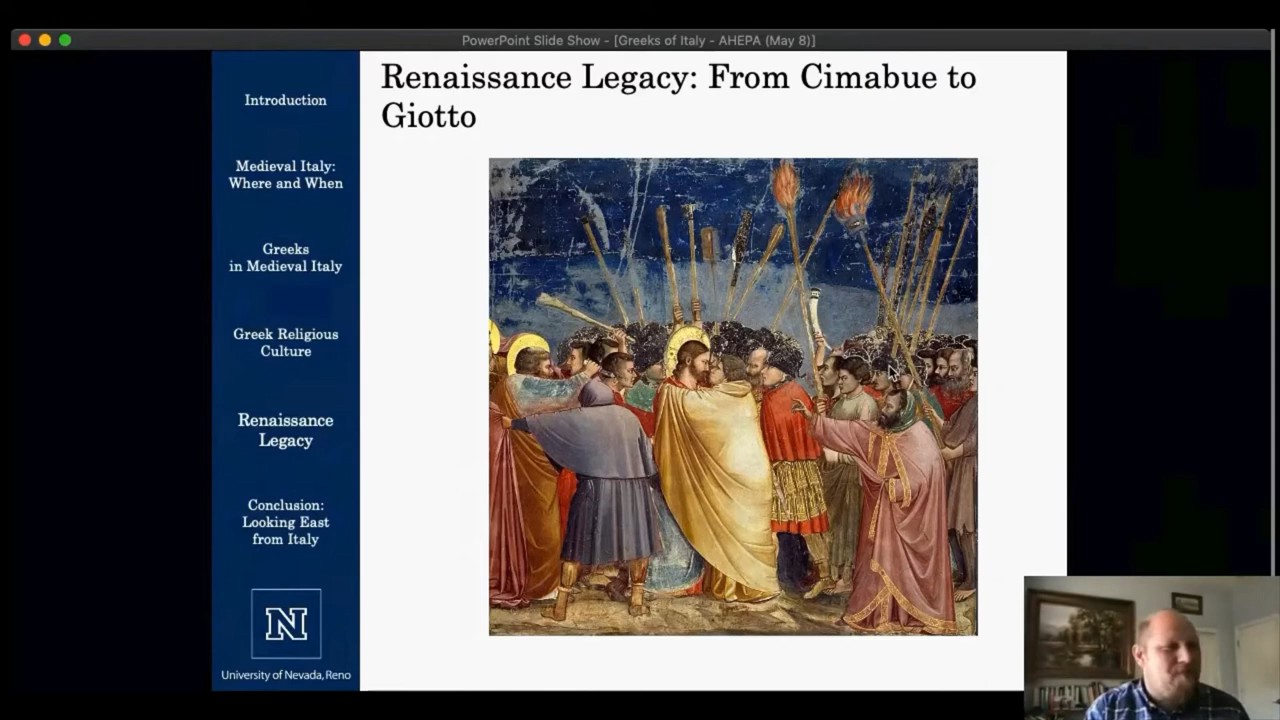 PowerPoint Slide Show - [Greeks of Italy - AHEPA (May 8)]
Renaissance Legacy: From Cimabue to
Giotto
Introduction
Medieval Italy:
Where and When
Greeks
in Medieval Italy
Greek Religious
Culture
Renaissance
Legacy
Conclusion:
Looking East
from Italy
N
University of Nevada, Reno